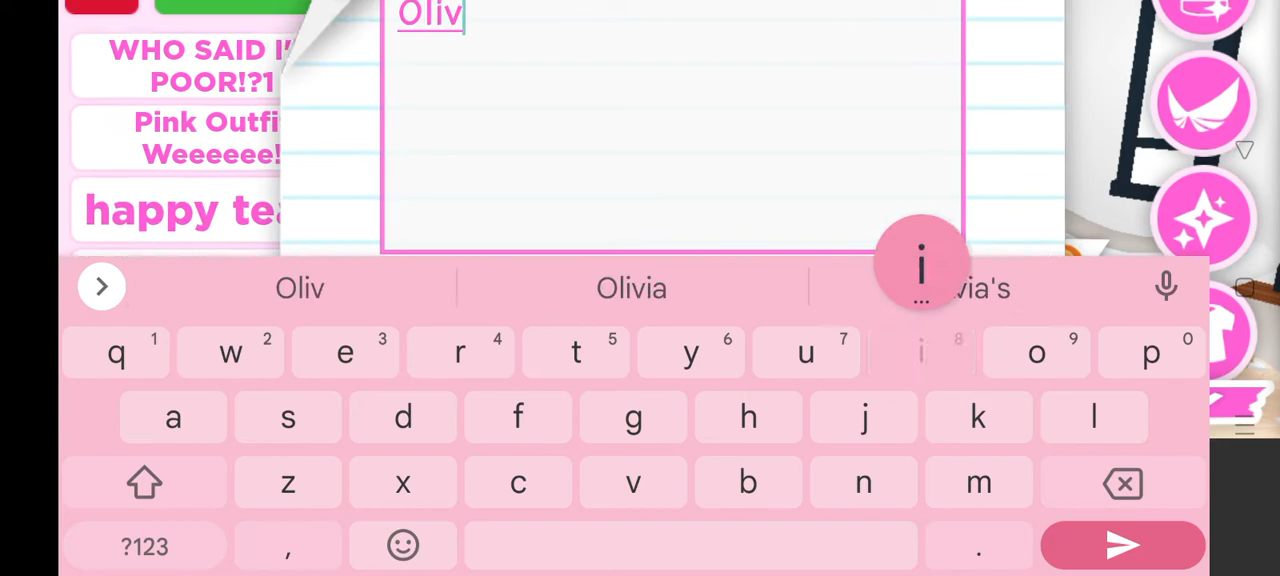 Oliv
WHO SAID I'
POOR!?1
Pink Outfi
Weeeeee!
happy tea
Oliv
Olivia
via's
i
...
q 1 w 2 e 3 r 4 t 5 y 6 u 7 i 8 o 9 p 0
a s d f g h j k l
z x c v b n m
?123 , .